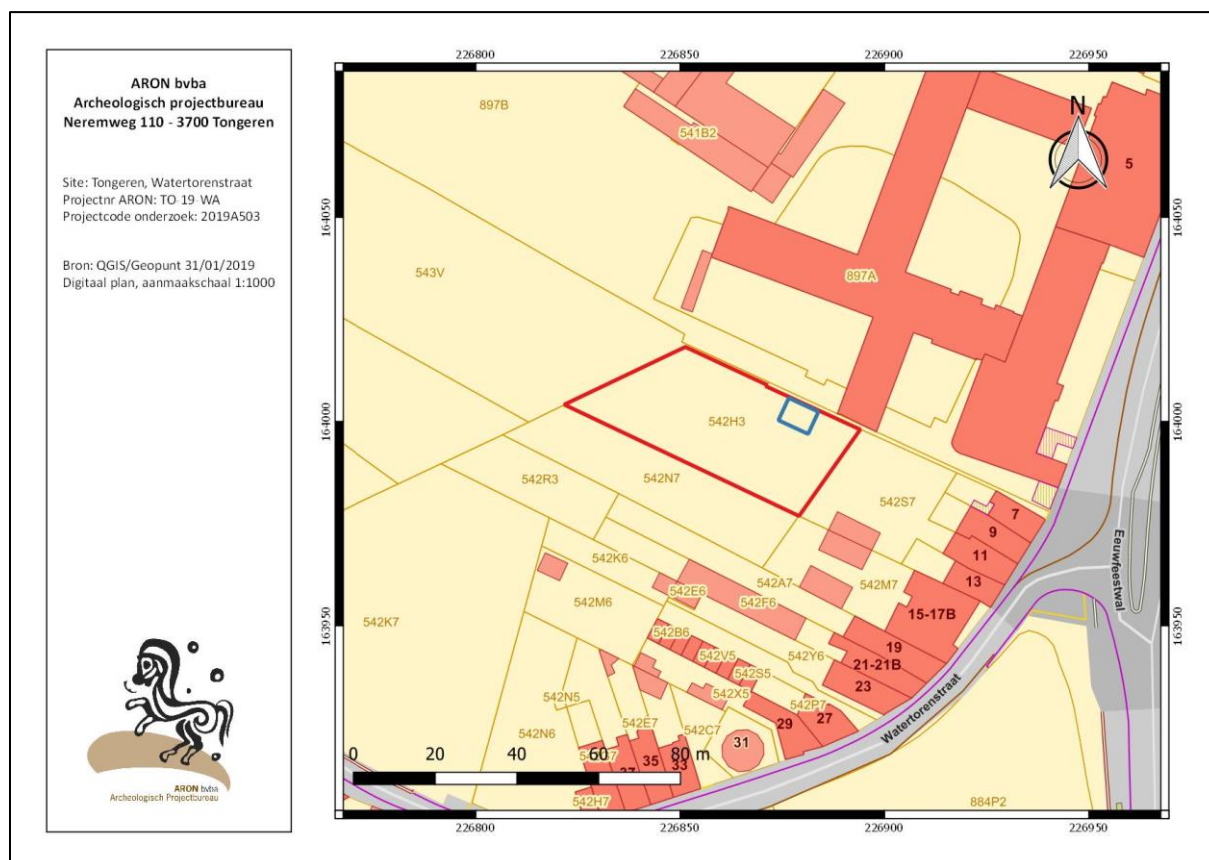 ARON bvba
Archeologisch projectbureau
Neremweg 110 - 3700 Tongeren
Site: Tongeren, Watertorenstraat
Projectnr ARON: TO-19-WA
Projectcode onderzoek: 2019A503
Bron: QGIS/Geopunt 31/01/2019
Digitaal plan, aanmaakschaal 1:1000
ARON bvba
Archeologisch Projectbureau
226800
226850
226900
226950
164050
164000
163950
164050
164000
163950
N
897B
541B2
5
543V
897A
542H3
542R3
542N7
542S7
7
9
11
13
542K6
542E6
542A7
542F6
542M7
15-17B
542M6
542K7
542B6
542V5
542S5
542Y6
19
21-21B
23
542X5
542N5
542P7
542N6
542E7
542C7
29
27
31
35
33
37
542H7
884P2
Watertorenstraat
Eeuwfeestwal
0
20
40
60
80 m
226800
226850
226900
226950